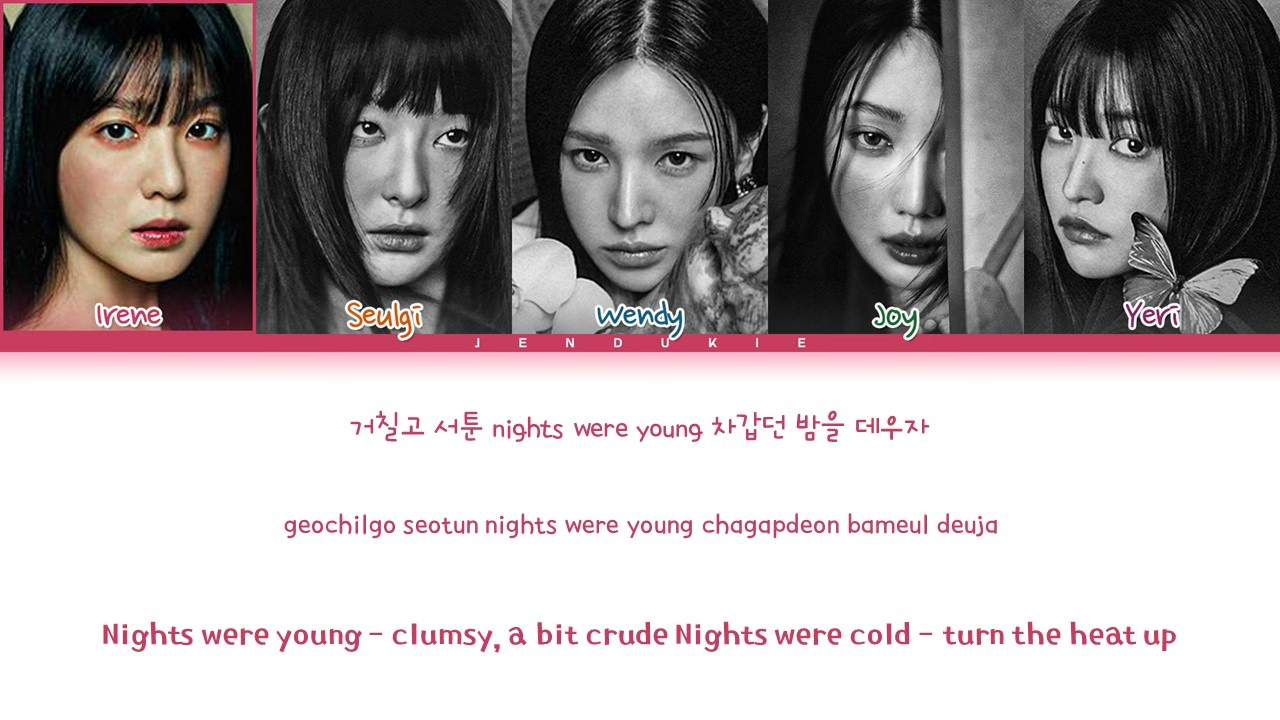 Irene
Seulgi
Wendy
Joy
Yeri
JENDUKIE
거칠고 서툰 nights were young 차갑던 밤을 데우자
geochilgo seotun nights were young chagapdeon bameul deuja
Nights were young - clumsy, a bit crude Nights were cold - turn the heat up